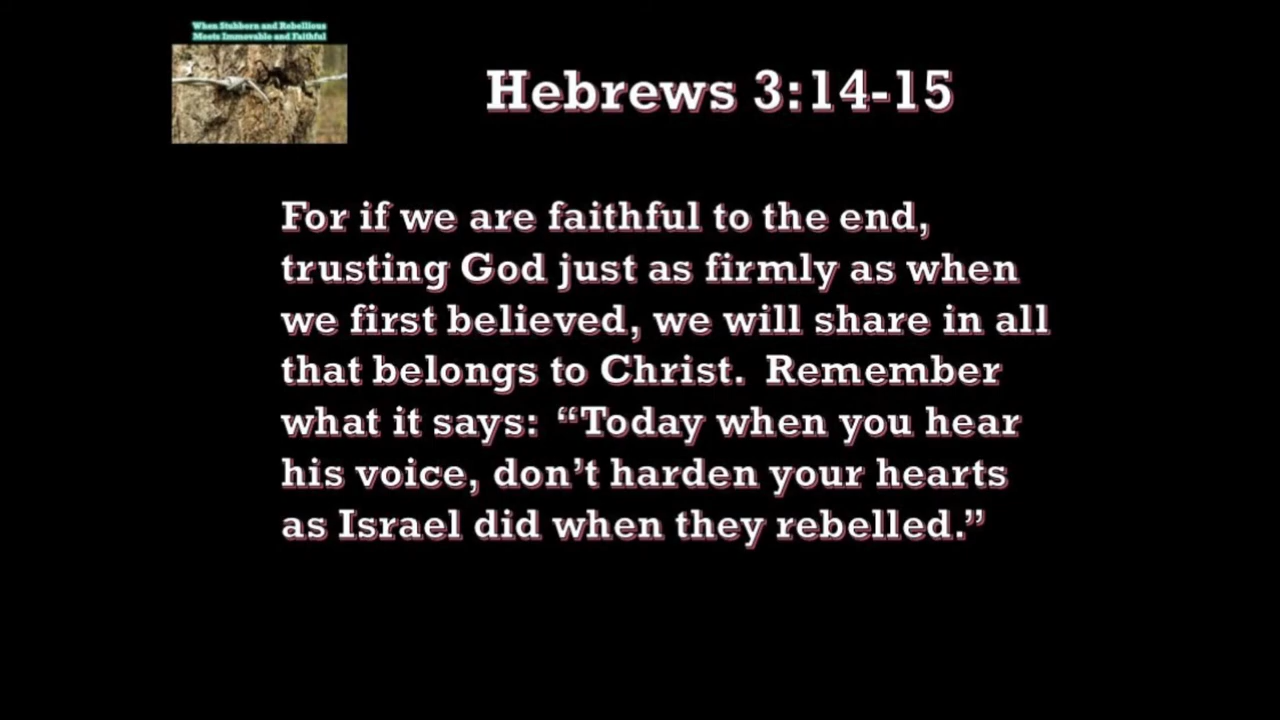 When Stubborn and Rebellious
Meets Immovable and Faithful
Hebrews 3:14-15
For if we are faithful to the end,
trusting God just as firmly as when
we first believed, we will share in all
that belongs to Christ.  Remember
what it says:  “Today when you hear
his voice, don’t harden your hearts
as Israel did when they rebelled.”